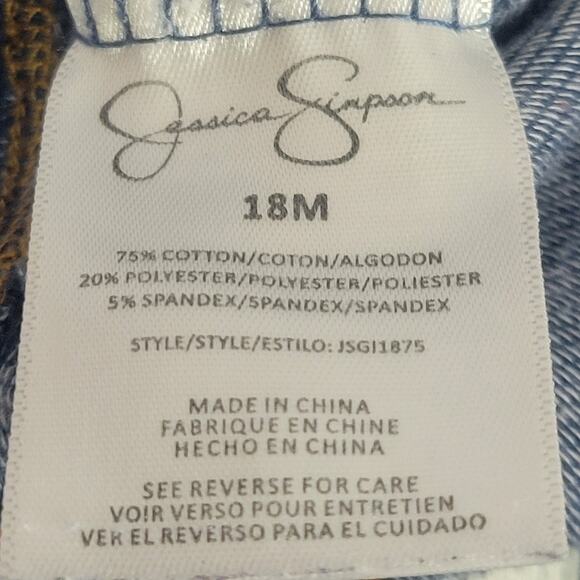 Jessica Simpson
18M
75% COTTON/COTON/ALGODON
20% POLYESTER/POLYESTER/POLIESTER
5% SPANDEX/SPANDEX/SPANDEX
STYLE/STYLE/ESTILO: JSGI1875
MADE IN CHINA
FABRIQUE EN CHINE
HECHO EN CHINA
SEE REVERSE FOR CARE
VOIR VERSO POUR ENTRETIEN
VER EL REVERSO PARA EL CUIDADO